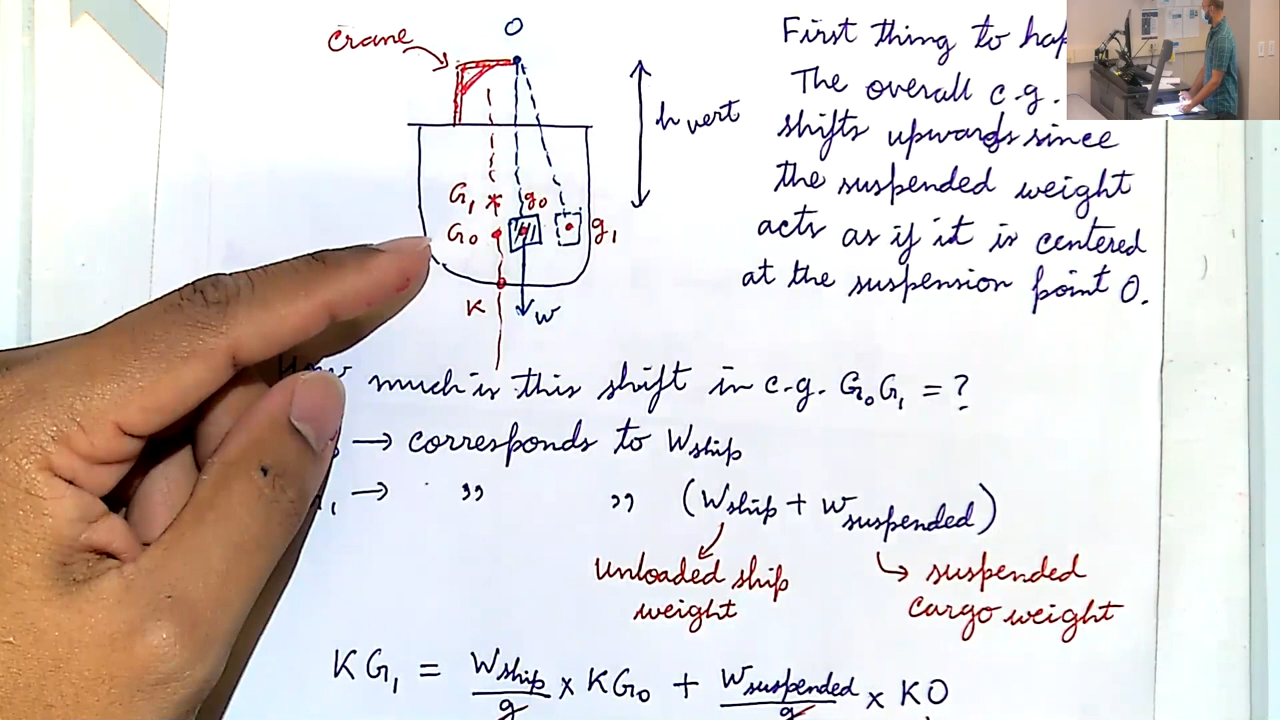 O
crane
h vert
G₁ g₀
G₀ g₁
K w
First thing to
The overall c.g.
shifts upwards since
the suspended weight
acts as if it is centered
at the suspension point O.
much is this shift in c.g. G₀G₁ = ?
→ corresponds to Wship
→ " " (Wship + wsuspended)
unloaded ship
weight
suspended
cargo weight
KG₁ = Wship/g × KG₀ + wsuspended/g × KO